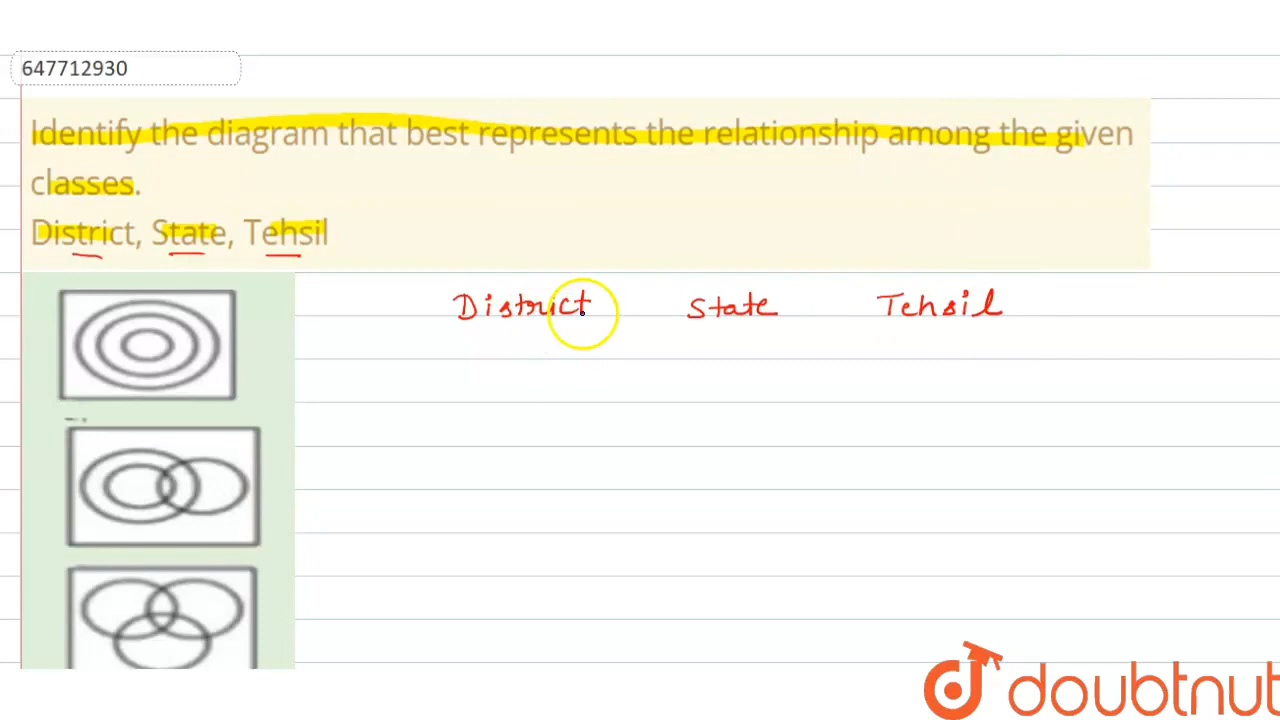 647712930
Identify the diagram that best represents the relationship among the given
classes.
District, State, Tehsil
District State Tehsil
doubtnut